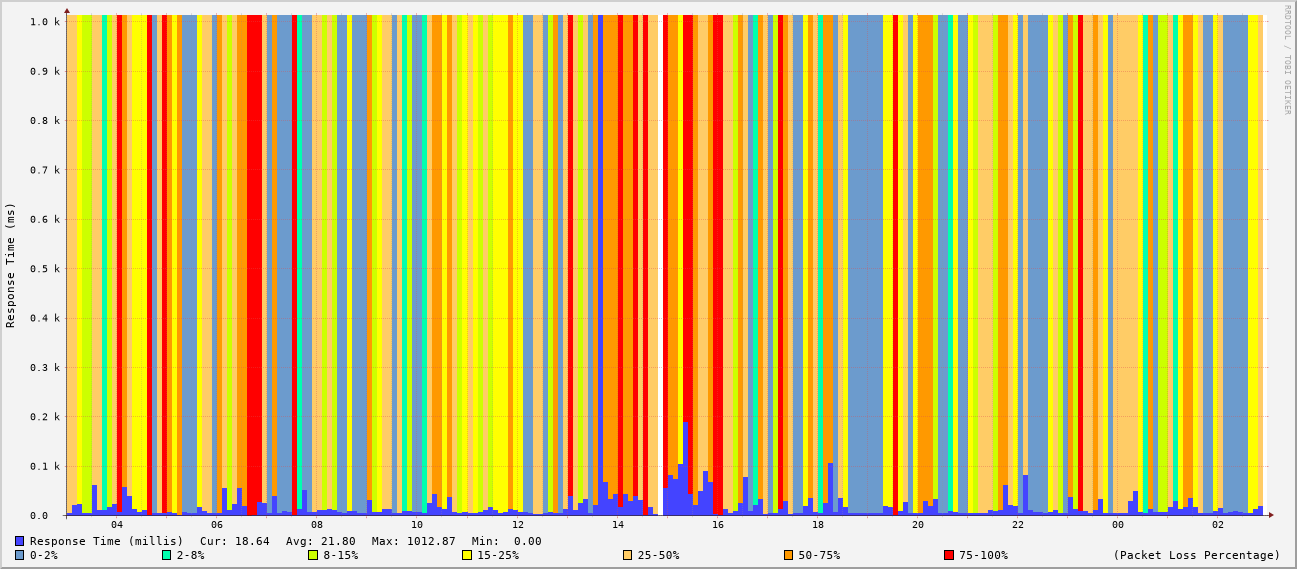 1.0 k
0.9 k
0.8 k
0.7 k
0.6 k
0.5 k
0.4 k
0.3 k
0.2 k
0.1 k
0.0
Response Time (ms)
RRDTOOL / TOBI OETIKER
04 06 08 10 12 14 16 18 20 22 00 02
Response Time (millis) Cur: 18.64 Avg: 21.80 Max: 1012.87 Min: 0.00
0-2% 2-8% 8-15% 15-25% 25-50% 50-75% 75-100% (Packet Loss Percentage)